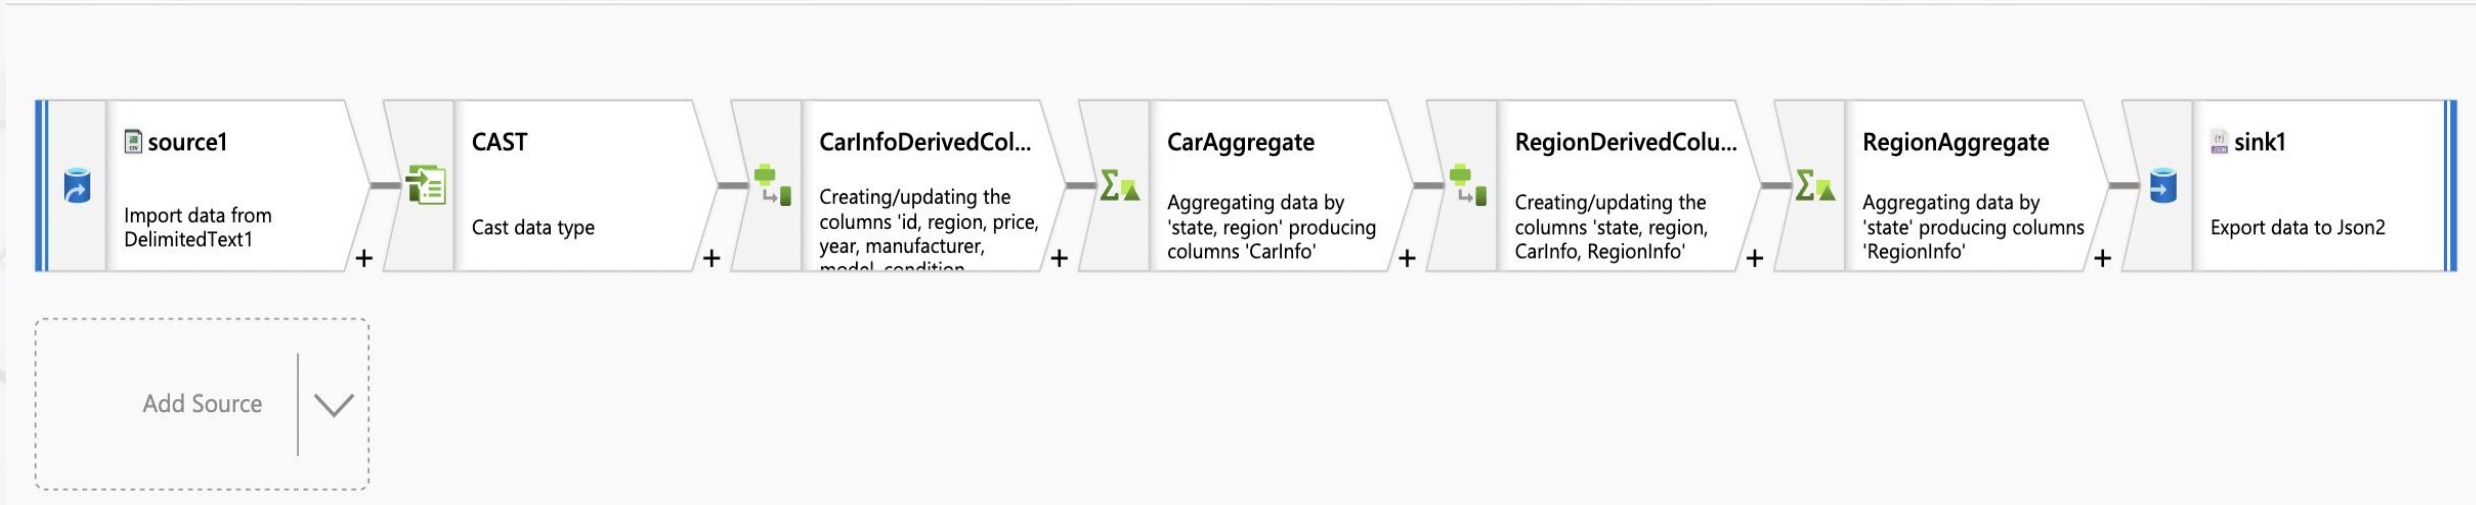 source1
Import data from
DelimitedText1
+
CAST
Cast data type
+
CarInfoDerivedCol...
Creating/updating the
columns 'id, region, price,
year, manufacturer,
model, condition,
+
CarAggregate
Aggregating data by
'state, region' producing
columns 'CarInfo'
+
RegionDerivedColu...
Creating/updating the
columns 'state, region,
CarInfo, RegionInfo'
+
RegionAggregate
Aggregating data by
'state' producing columns
'RegionInfo'
+
sink1
Export data to Json2
Add Source